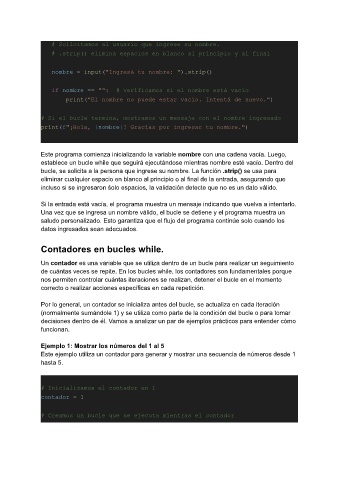 # Solicitamos al usuario que ingrese su nombre.
# .strip() elimina espacios en blanco al principio y al final
nombre = input("Ingresa tu nombre: ").strip()
if nombre == "": # Verificamos si el nombre está vacío
print("El nombre no puede estar vacío. Intentá de nuevo.")
# Si el bucle termina, mostramos un mensaje con el nombre ingresado
print(f"¡Hola, {nombre}! Gracias por ingresar tu nombre.")
Este programa comienza inicializando la variable nombre con una cadena vacía. Luego,
establece un bucle while que seguirá ejecutándose mientras nombre esté vacío. Dentro del
bucle, se solicita a la persona que ingrese su nombre. La función .strip() se usa para
eliminar cualquier espacio en blanco al principio o al final de la entrada, asegurando que
incluso si se ingresaron solo espacios, la validación detecte que no es un dato válido.
Si la entrada está vacía, el programa muestra un mensaje indicando que vuelva a intentarlo.
Una vez que se ingresa un nombre válido, el bucle se detiene y el programa muestra un
saludo personalizado. Esto garantiza que el flujo del programa continúe solo cuando los
datos ingresados sean adecuados.
Contadores en bucles while.
Un contador es una variable que se utiliza dentro de un bucle para realizar un seguimiento
de cuántas veces se repite. En los bucles while, los contadores son fundamentales porque
nos permiten controlar cuántas iteraciones se realizan, detener el bucle en el momento
correcto o realizar acciones específicas en cada repetición.
Por lo general, un contador se inicializa antes del bucle, se actualiza en cada iteración
(normalmente sumándole 1) y se utiliza como parte de la condición del bucle o para tomar
decisiones dentro de él. Vamos a analizar un par de ejemplos prácticos para entender cómo
funcionan.
Ejemplo 1: Mostrar los números del 1 al 5
Este ejemplo utiliza un contador para generar y mostrar una secuencia de números desde 1
hasta 5.
# Inicializamos el contador en 1
contador = 1
# Creamos un bucle que se ejecuta mientras el contador